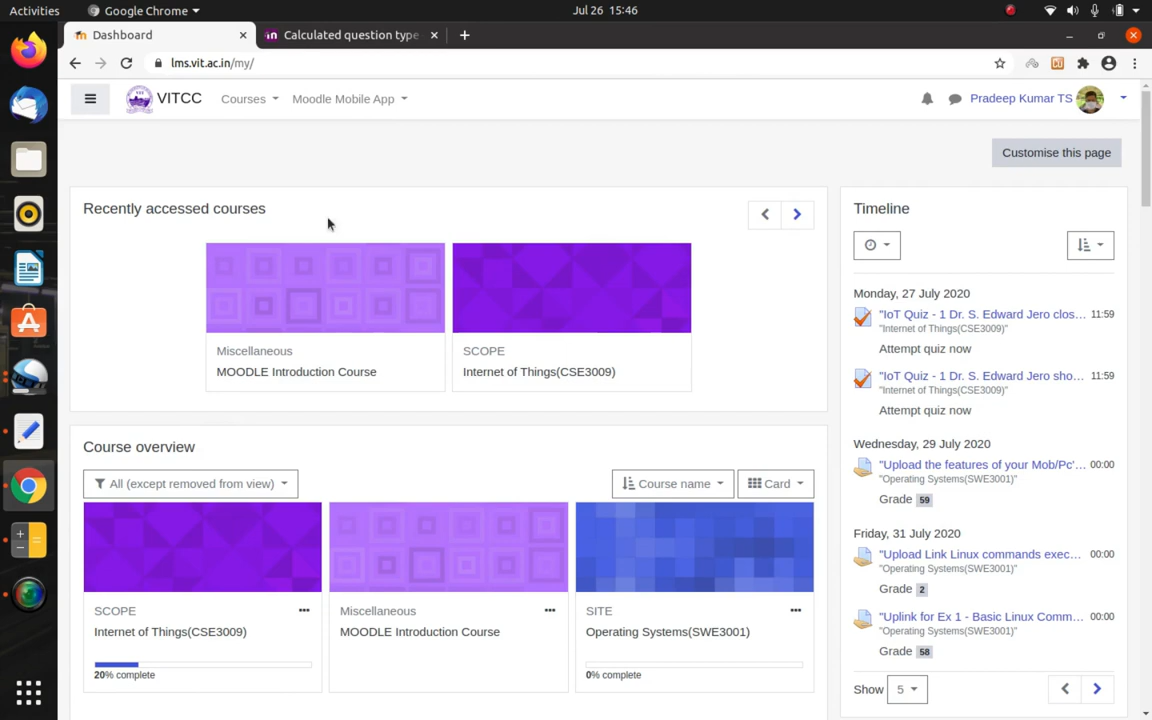 Activities
Google Chrome
Jul 26 15:46
Dashboard
Calculated question type
lms.vit.ac.in/my/
VITCC
Courses
Moodle Mobile App
Pradeep Kumar TS
Customise this page
Recently accessed courses
Miscellaneous
MOODLE Introduction Course
SCOPE
Internet of Things(CSE3009)
Course overview
All (except removed from view)
Course name
Card
SCOPE
Internet of Things(CSE3009)
20% complete
Miscellaneous
MOODLE Introduction Course
SITE
Operating Systems(SWE3001)
0% complete
Timeline
Monday, 27 July 2020
"IoT Quiz - 1 Dr. S. Edward Jero clos... 11:59
"Internet of Things(CSE3009)"
Attempt quiz now
"IoT Quiz - 1 Dr. S. Edward Jero sho... 11:59
"Internet of Things(CSE3009)"
Attempt quiz now
Wednesday, 29 July 2020
"Upload the features of your Mob/Pc'... 00:00
"Operating Systems(SWE3001)"
Grade 59
Friday, 31 July 2020
"Upload Link Linux commands exec... 00:00
"Operating Systems(SWE3001)"
Grade 2
"Uplink for Ex 1 - Basic Linux Comm... 00:00
"Operating Systems(SWE3001)"
Grade 58
Show 5